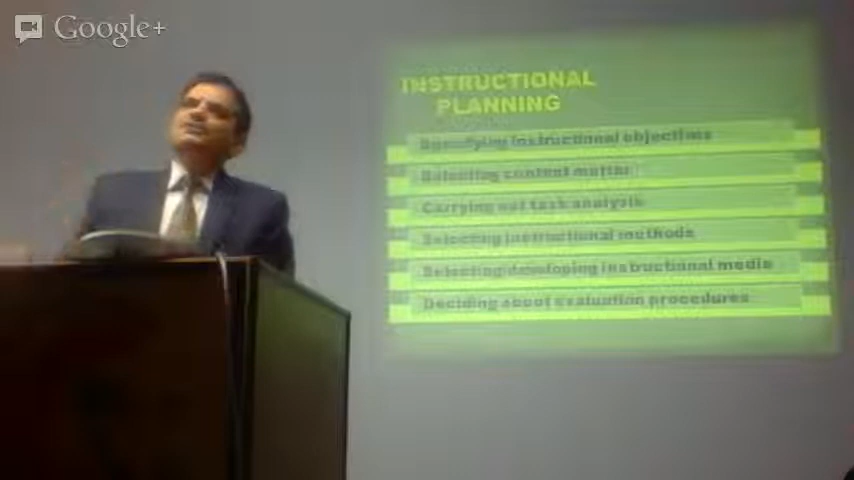 Google+
INSTRUCTIONAL
PLANNING
Specifying instructional objectives
Selecting content matter
Carrying out task analysis
Selecting instructional methods
Selecting/developing instructional media
Deciding about evaluation procedures